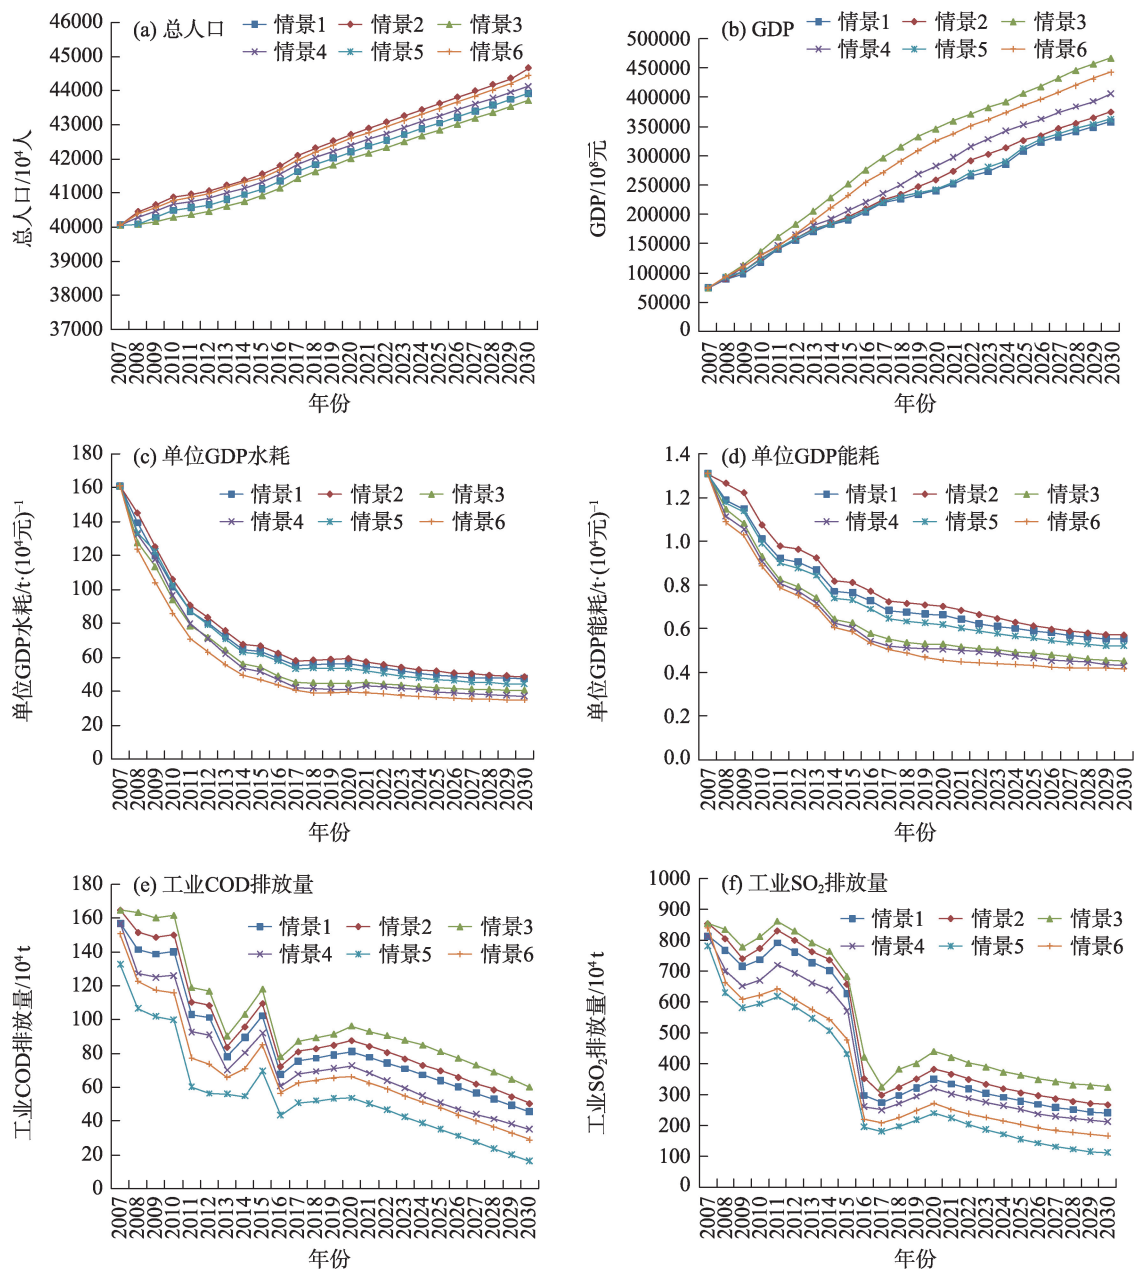 (a) 总人口
情景1 情景2 情景3
情景4 情景5 情景6
46000
45000
44000
43000
42000
41000
40000
39000
38000
37000
总人口/10⁴人
2007 2008 2009 2010 2011 2012 2013 2014 2015 2016 2017 2018 2019 2020 2021 2022 2023 2024 2025 2026 2027 2028 2029 2030
年份
(b) GDP
情景1 情景2 情景3
情景4 情景5 情景6
500000
450000
400000
350000
300000
250000
200000
150000
100000
50000
0
GDP/10⁸元
2007 2008 2009 2010 2011 2012 2013 2014 2015 2016 2017 2018 2019 2020 2021 2022 2023 2024 2025 2026 2027 2028 2029 2030
年份
(c) 单位GDP水耗
情景1 情景2 情景3
情景4 情景5 情景6
180
160
140
120
100
80
60
40
20
0
单位GDP水耗/t·(10⁴元)⁻¹
2007 2008 2009 2010 2011 2012 2013 2014 2015 2016 2017 2018 2019 2020 2021 2022 2023 2024 2025 2026 2027 2028 2029 2030
年份
(d) 单位GDP能耗
情景1 情景2 情景3
情景4 情景5 情景6
1.4
1.2
1.0
0.8
0.6
0.4
0.2
0.0
单位GDP能耗/t·(10⁴元)⁻¹
2007 2008 2009 2010 2011 2012 2013 2014 2015 2016 2017 2018 2019 2020 2021 2022 2023 2024 2025 2026 2027 2028 2029 2030
年份
(e) 工业COD排放量
情景1 情景2 情景3
情景4 情景5 情景6
180
160
140
120
100
80
60
40
20
0
工业COD排放量/10⁴t
2007 2008 2009 2010 2011 2012 2013 2014 2015 2016 2017 2018 2019 2020 2021 2022 2023 2024 2025 2026 2027 2028 2029 2030
年份
(f) 工业SO₂排放量
情景1 情景2 情景3
情景4 情景5 情景6
1000
900
800
700
600
500
400
300
200
100
0
工业SO₂排放量/10⁴t
2007 2008 2009 2010 2011 2012 2013 2014 2015 2016 2017 2018 2019 2020 2021 2022 2023 2024 2025 2026 2027 2028 2029 2030
年份